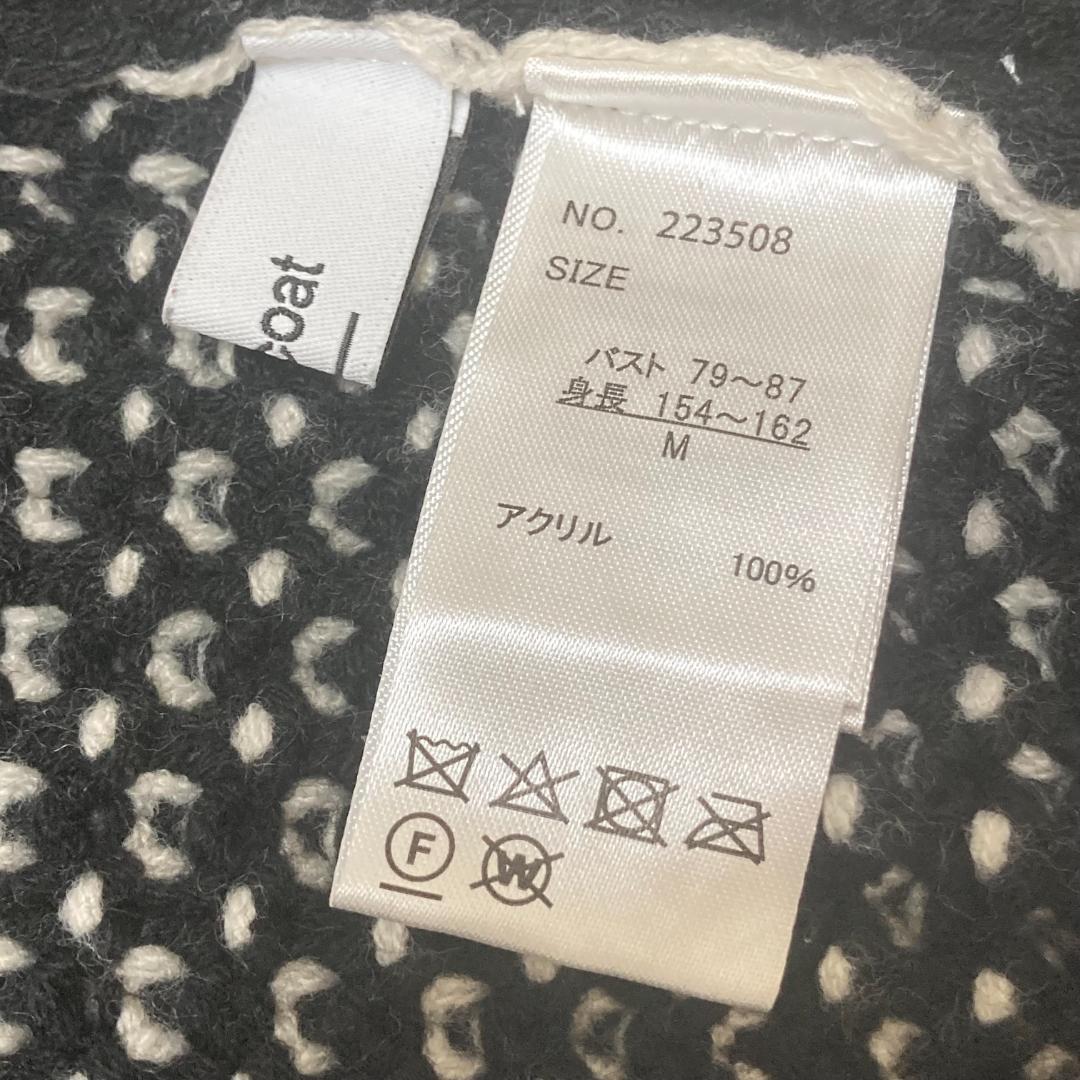 coat
NO. 223508
SIZE
バスト 79～87
身長 154～162
M
アクリル
100%
F
W